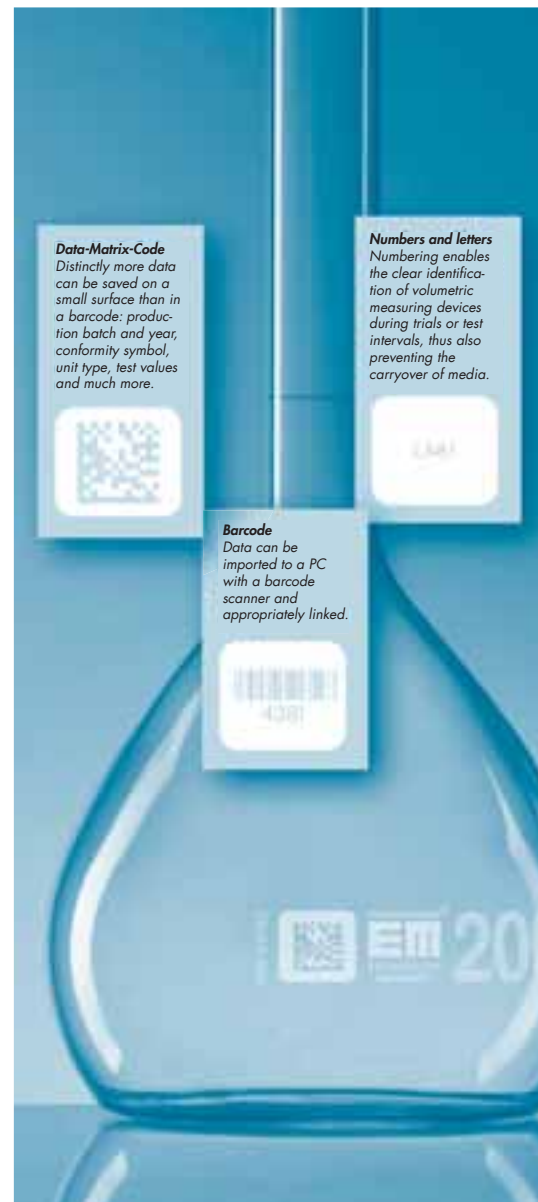 Data-Matrix-Code
Distinctly more data
can be saved on a
small surface than in
a barcode: produc-
tion batch and year,
conformity symbol,
unit type, test values
and much more.
Numbers and letters
Numbering enables
the clear identifica-
tion of volumetric
measuring devices
during trials or test
intervals, thus also
preventing the
carryover of media.
Barcode
Data can be
imported to a PC
with a barcode
scanner and
appropriately linked.
EM 20